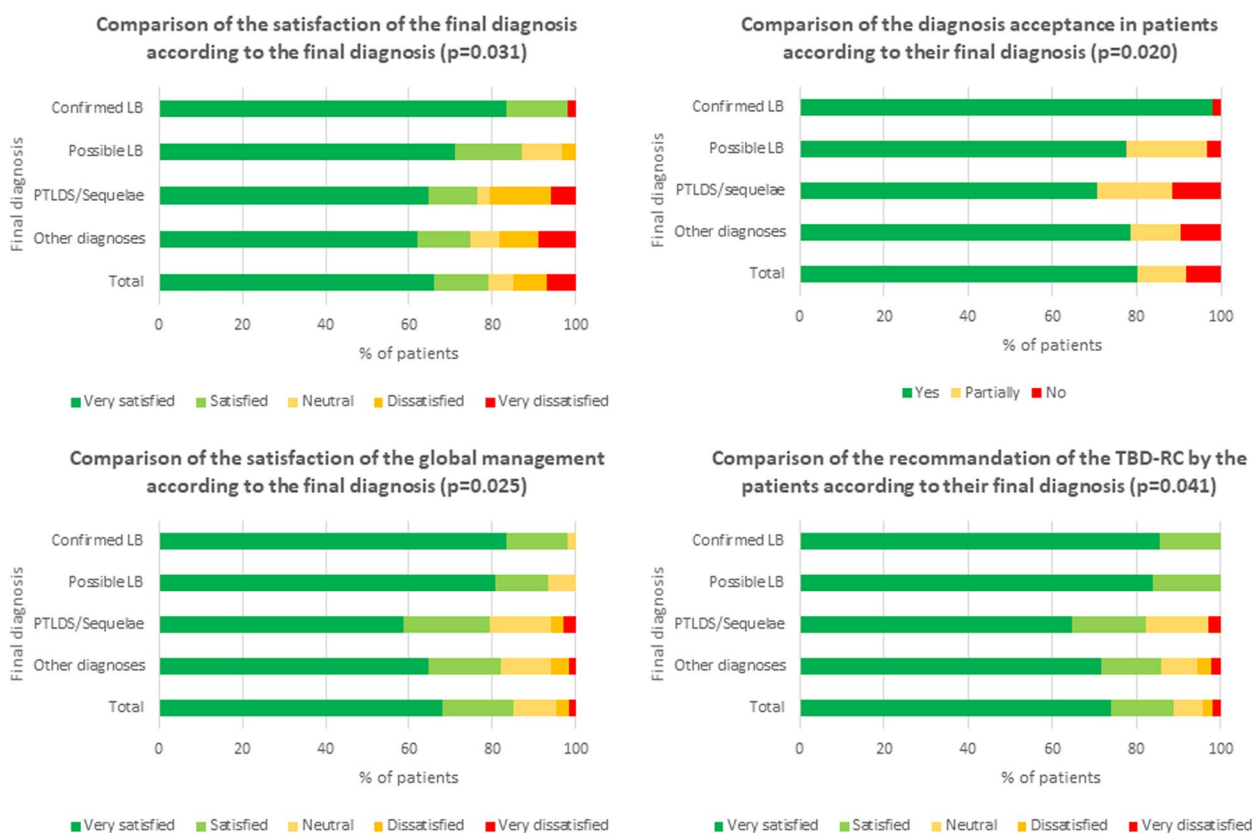 Comparison of the satisfaction of the final diagnosis
according to the final diagnosis (p=0.031)
Final diagnosis
Confirmed LB
Possible LB
PTLDS/Sequelae
Other diagnoses
Total
0 20 40 60 80 100
% of patients
Very satisfied Satisfied Neutral Dissatisfied Very dissatisfied
Comparison of the diagnosis acceptance in patients
according to their final diagnosis (p=0.020)
Final diagnosis
Confirmed LB
Possible LB
PTLDS/sequelae
Other diagnoses
Total
0 20 40 60 80 100
% of patients
Yes Partially No
Comparison of the satisfaction of the global management
according to the final diagnosis (p=0.025)
Final diagnosis
Confirmed LB
Possible LB
PTLDS/Sequelae
Other diagnoses
Total
0 20 40 60 80 100
% of patients
Very satisfied Satisfied Neutral Dissatisfied Very dissatisfied
Comparison of the recommandation of the TBD-RC by the
patients according to their final diagnosis (p=0.041)
Final diagnosis
Confirmed LB
Possible LB
PTLDS/Sequelae
Other diagnoses
Total
0 20 40 60 80 100
% of patients
Very satisfied Satisfied Neutral Dissatisfied Very dissatisfied